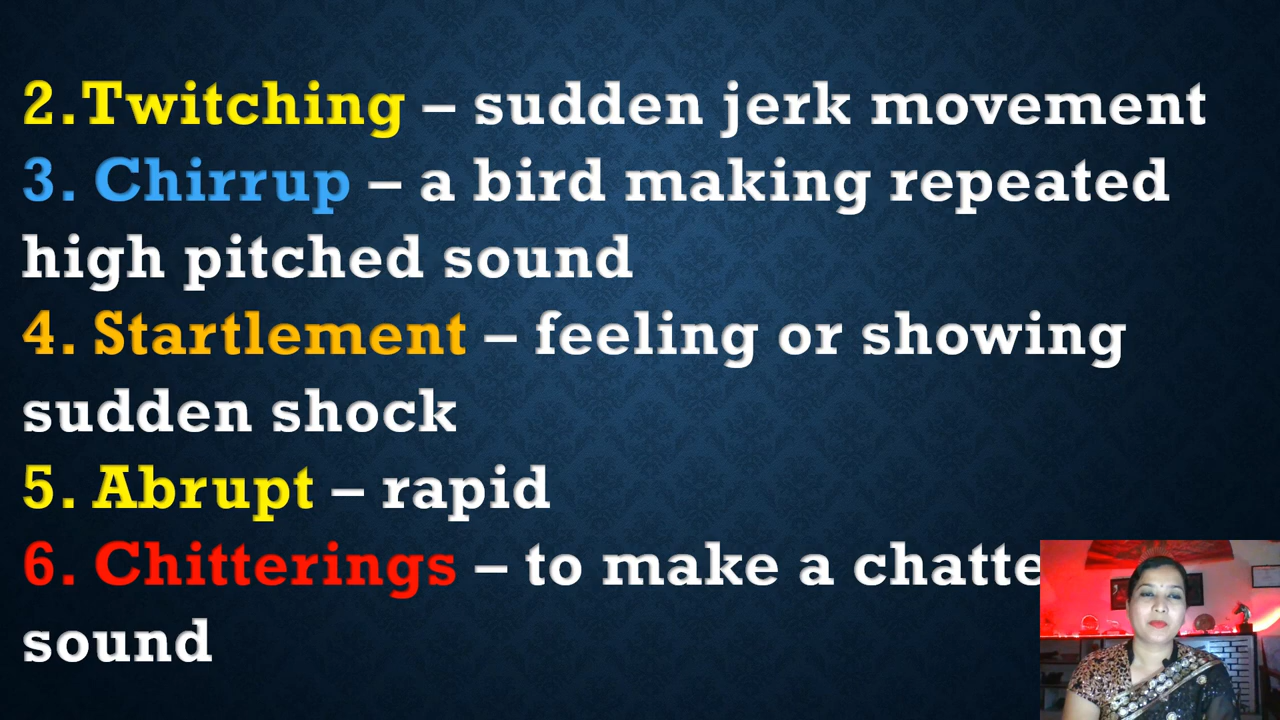 2.Twitching – sudden jerk movement
3. Chirrup – a bird making repeated
high pitched sound
4. Startlement – feeling or showing
sudden shock
5. Abrupt – rapid
6. Chitterings – to make a
sound